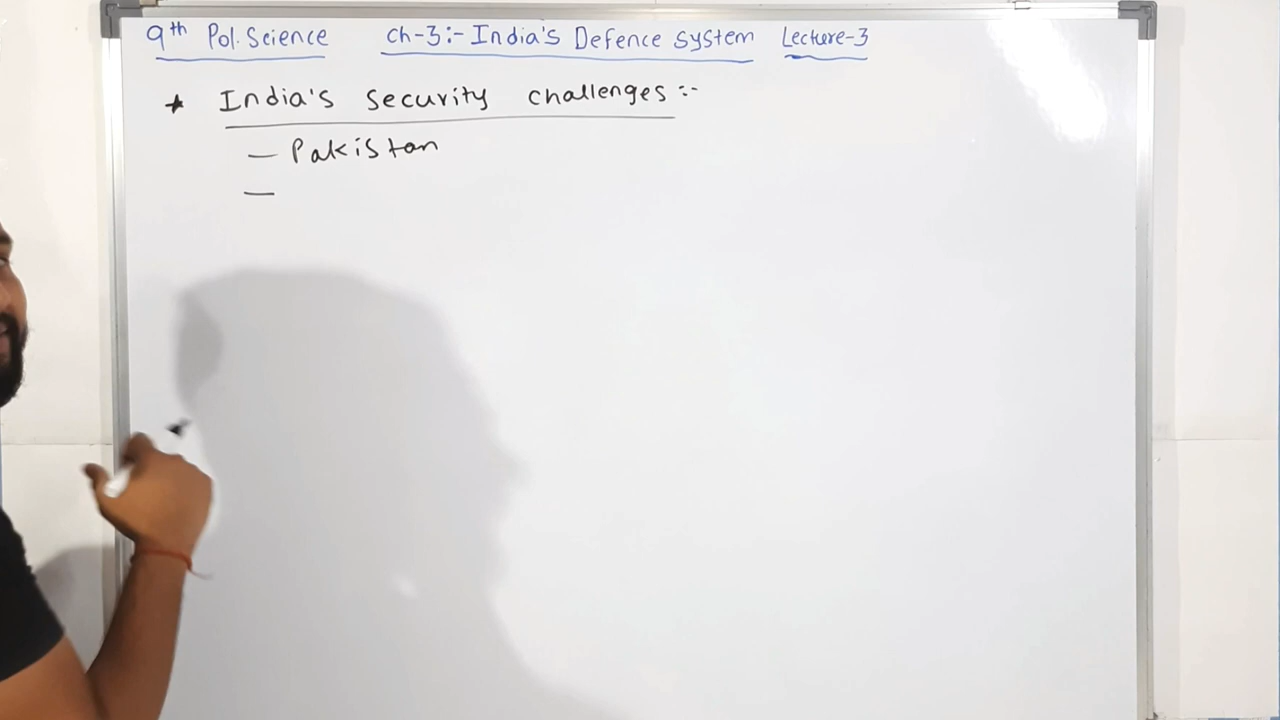 9th Pol. Science Ch-3:- India's Defence system Lecture-3
* India's security challenges :-
— Pakistan
—